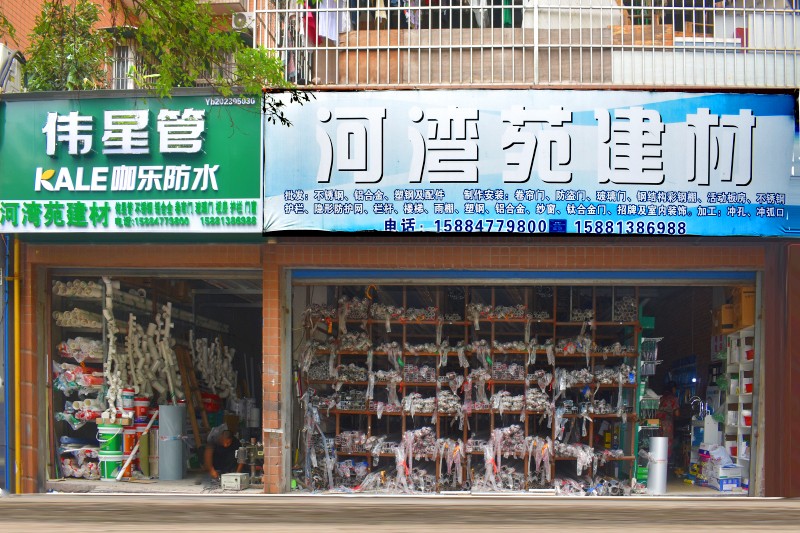 Yb202305030
伟星管
KALE 咖乐防水
河湾苑建材
电话:15884779800 15881386988
河湾苑建材
批发:不锈钢、铝合金、塑钢及配件 制作安装:卷帘门、防盗门、玻璃门、钢结构彩钢棚、活动板房、不锈钢
护栏、隐形防护网、栏杆、楼梯、雨棚、塑钢、铝合金、纱窗、钛合金门、招牌及室内装饰、加工:冲孔、冲弧口
电话:15884779800 15881386988